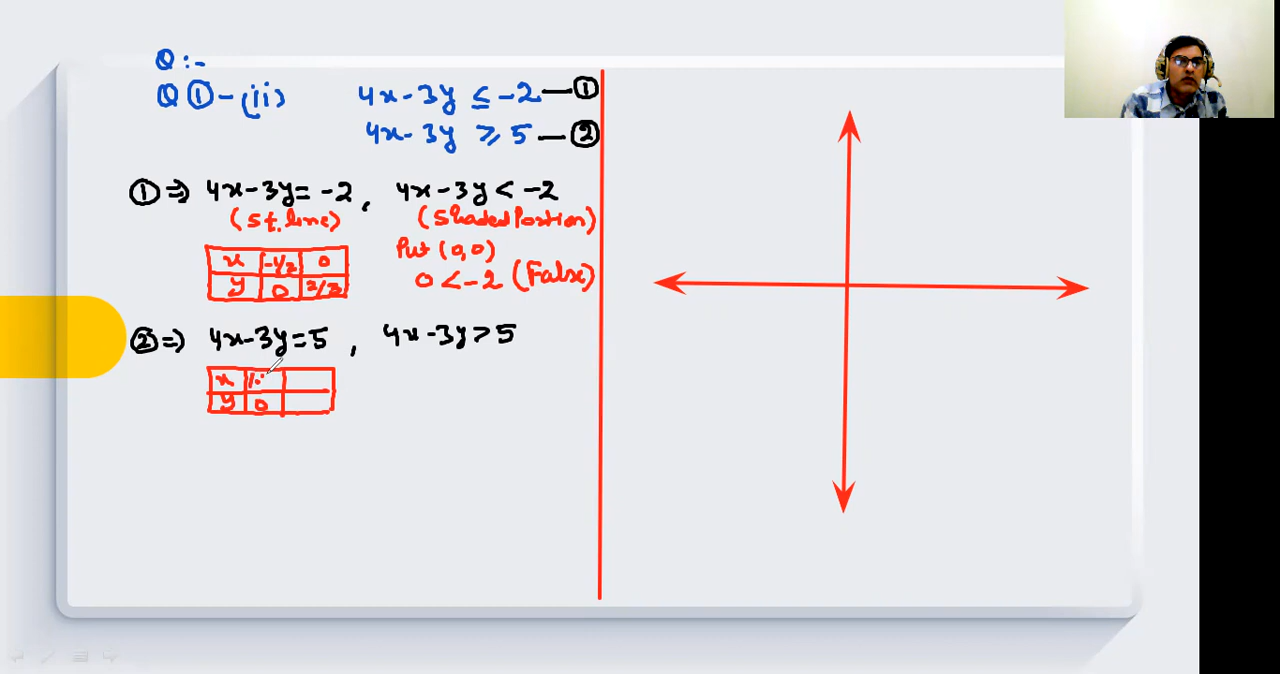 Q :-
Q ① - (ii) 4x - 3y ≤ -2 — ①
4x - 3y ≥ 5 — ②
① ⇒ 4x - 3y = -2 , 4x - 3y < -2
(St. line) (Shaded Portion)
Put (0,0)
x -1/2 0
0 < -2 (False)
y 0 2/3
② ⇒ 4x - 3y = 5 , 4x - 3y > 5
x 1.
y 0